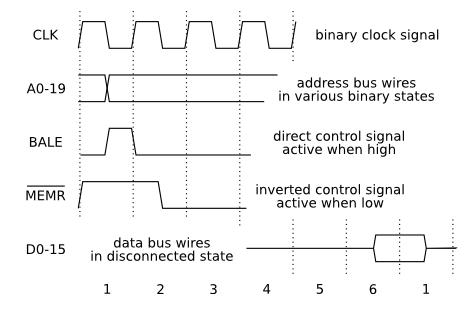 CLK
binary clock signal
A0-19
address bus wires
in various binary states
BALE
direct control signal
active when high
MEMR
inverted control signal
active when low
D0-15
data bus wires
in disconnected state
1 2 3 4 5 6 1